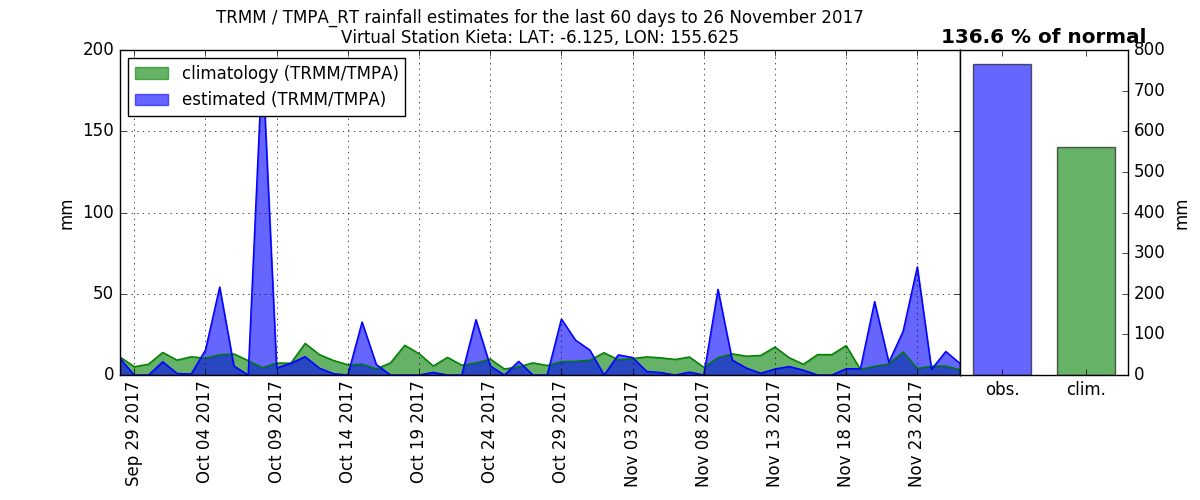 TRMM / TMPA_RT rainfall estimates for the last 60 days to 26 November 2017
Virtual Station Kieta: LAT: -6.125, LON: 155.625
136.6 % of normal
climatology (TRMM/TMPA)
estimated (TRMM/TMPA)
200
150
100
50
0
mm
800
700
600
500
400
300
200
100
0
mm
Sep 29 2017
Oct 04 2017
Oct 09 2017
Oct 14 2017
Oct 19 2017
Oct 24 2017
Oct 29 2017
Nov 03 2017
Nov 08 2017
Nov 13 2017
Nov 18 2017
Nov 23 2017
obs.
clim.